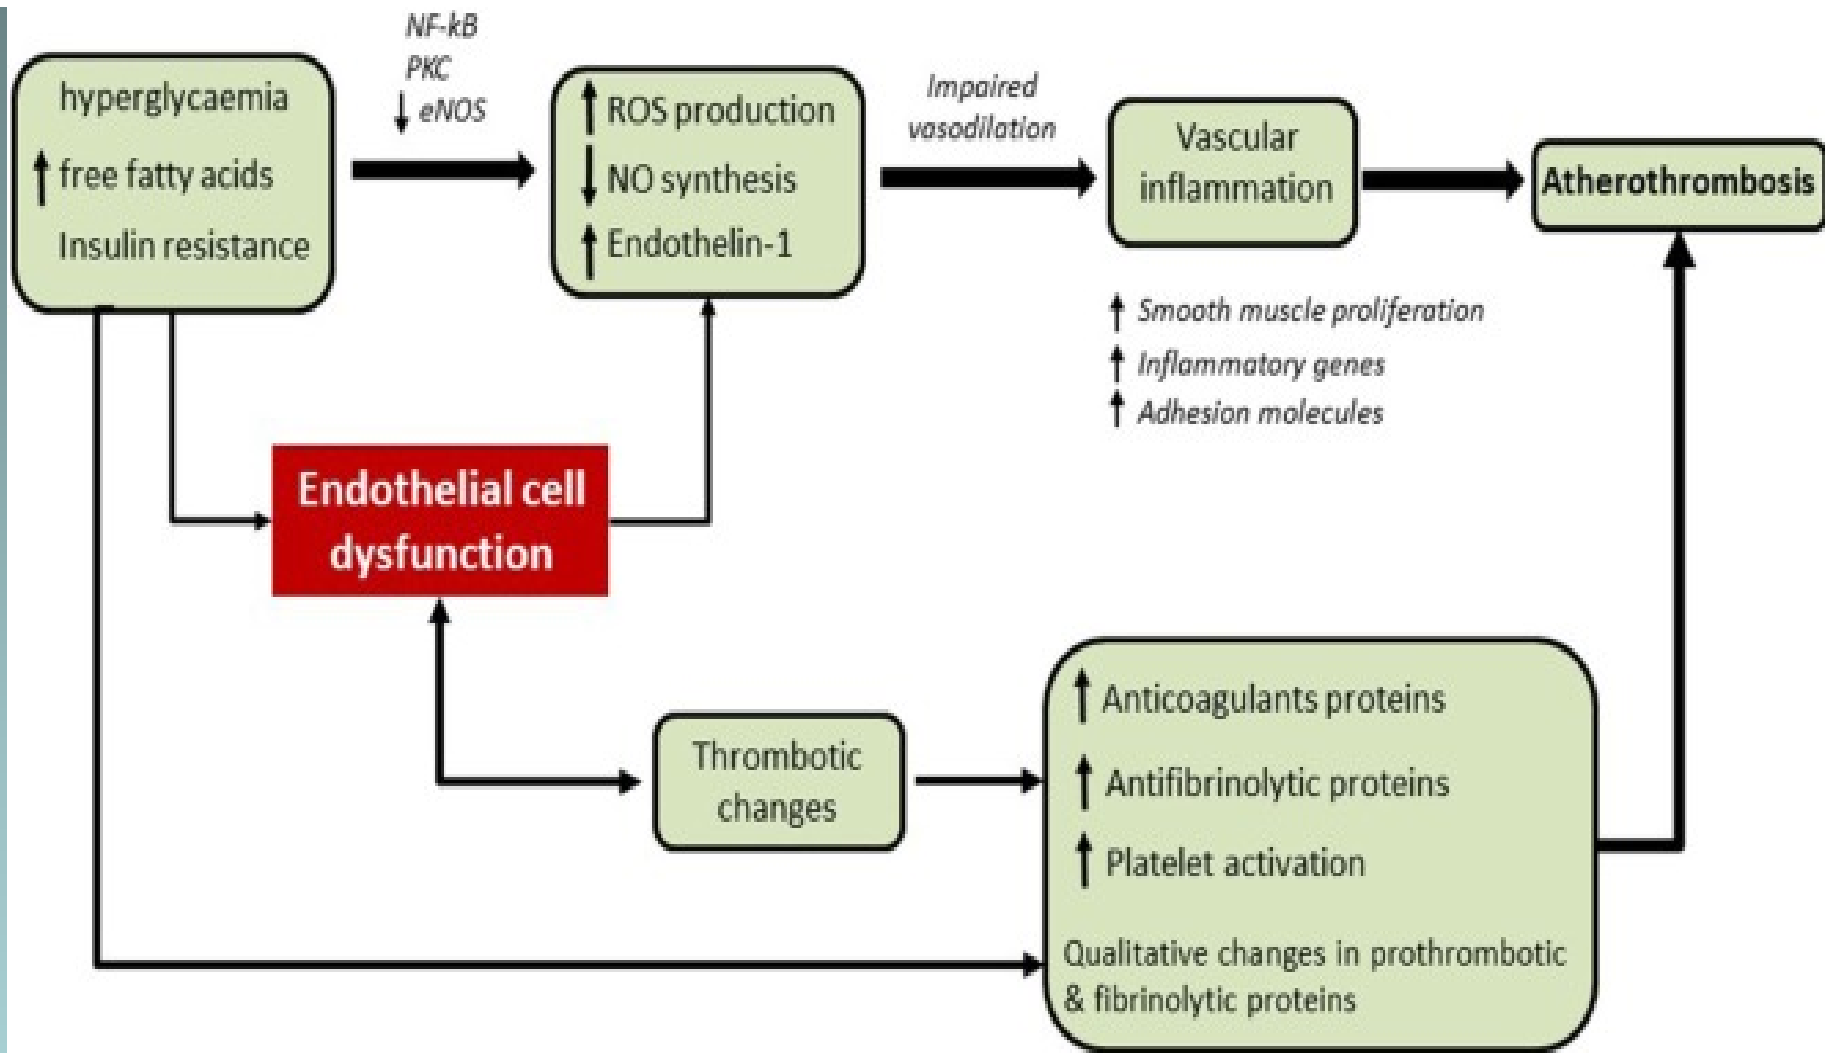 NF-kB
PKC
↓ eNOS
hyperglycaemia
↑ free fatty acids
Insulin resistance
↑ ROS production
↓ NO synthesis
↑ Endothelin-1
Impaired
vasodilation
Vascular
inflammation
Atherothrombosis
↑ Smooth muscle proliferation
↑ Inflammatory genes
↑ Adhesion molecules
Endothelial cell
dysfunction
Thrombotic
changes
↑ Anticoagulants proteins
↑ Antifibrinolytic proteins
↑ Platelet activation
Qualitative changes in prothrombotic
& fibrinolytic proteins